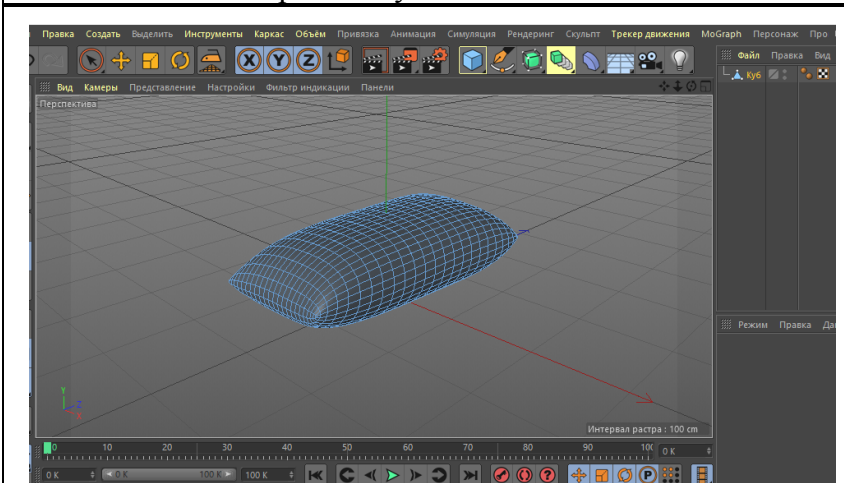 Правка Создать Выделить Инструменты Каркас Объём Привязка Анимация Симуляция Рендеринг Скульпт Трекер движения MoGraph Персонаж Про
X Y Z
Файл Правка Вид
Вид Камеры Представление Настройки Фильтр индикации Панели
Куб
Перспектива
Режим Правка
Y
Z
X
Интервал растра : 100 cm
0 10 20 30 40 50 60 70 80 90 100 0 K
0 K 0 K 100 K 100 K P